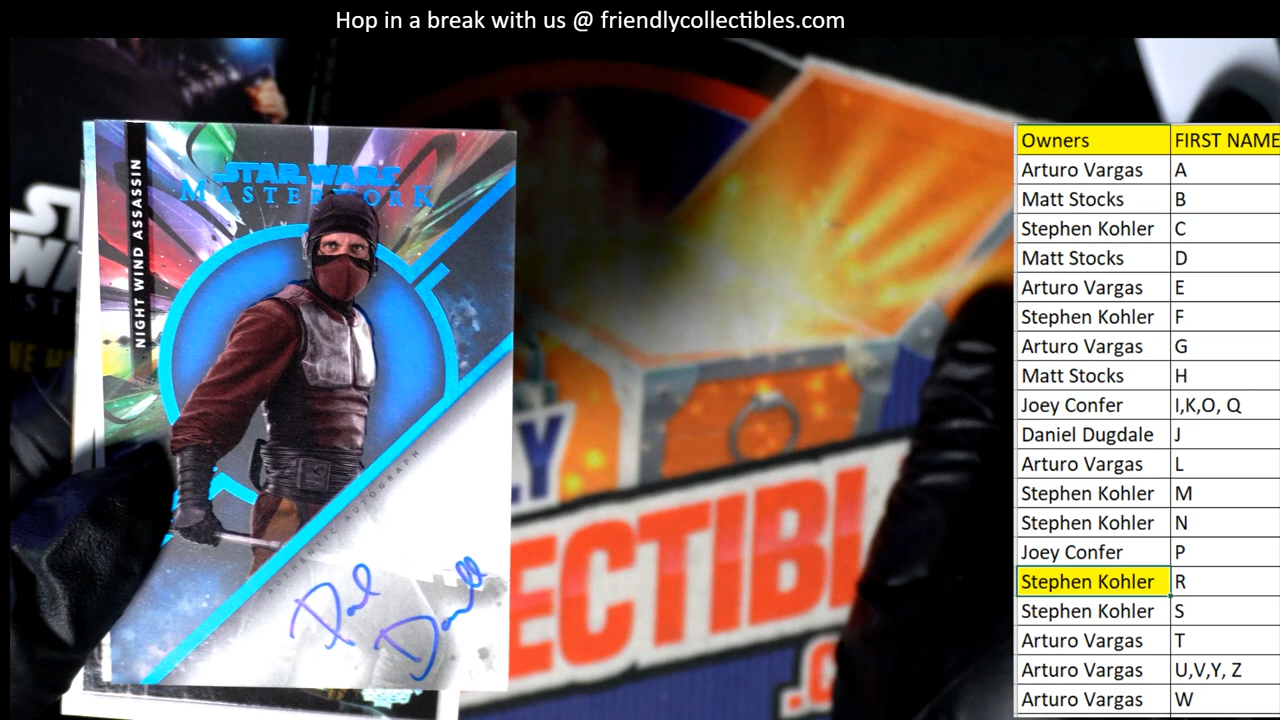 Hop in a break with us @ friendlycollectibles.com
STAR WARS
MASTERWORK
NIGHT WIND ASSASSIN
AUTHENTIC AUTOGRAPH
LY
ECTIBL
.C
Owners FIRST NAME
Arturo Vargas A
Matt Stocks B
Stephen Kohler C
Matt Stocks D
Arturo Vargas E
Stephen Kohler F
Arturo Vargas G
Matt Stocks H
Joey Confer I,K,O, Q
Daniel Dugdale J
Arturo Vargas L
Stephen Kohler M
Stephen Kohler N
Joey Confer P
Stephen Kohler R
Stephen Kohler S
Arturo Vargas T
Arturo Vargas U,V,Y, Z
Arturo Vargas W